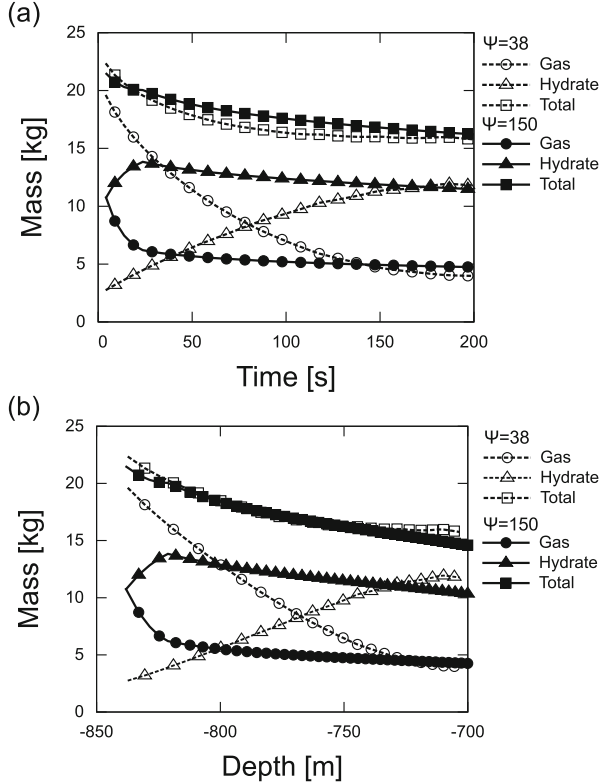 (a)
25
20
15
10
5
0
Mass [kg]
0 50 100 150 200
Time [s]
Ψ=38
Gas
Hydrate
Total
Ψ=150
Gas
Hydrate
Total
(b)
25
20
15
10
5
0
Mass [kg]
-850 -800 -750 -700
Depth [m]
Ψ=38
Gas
Hydrate
Total
Ψ=150
Gas
Hydrate
Total